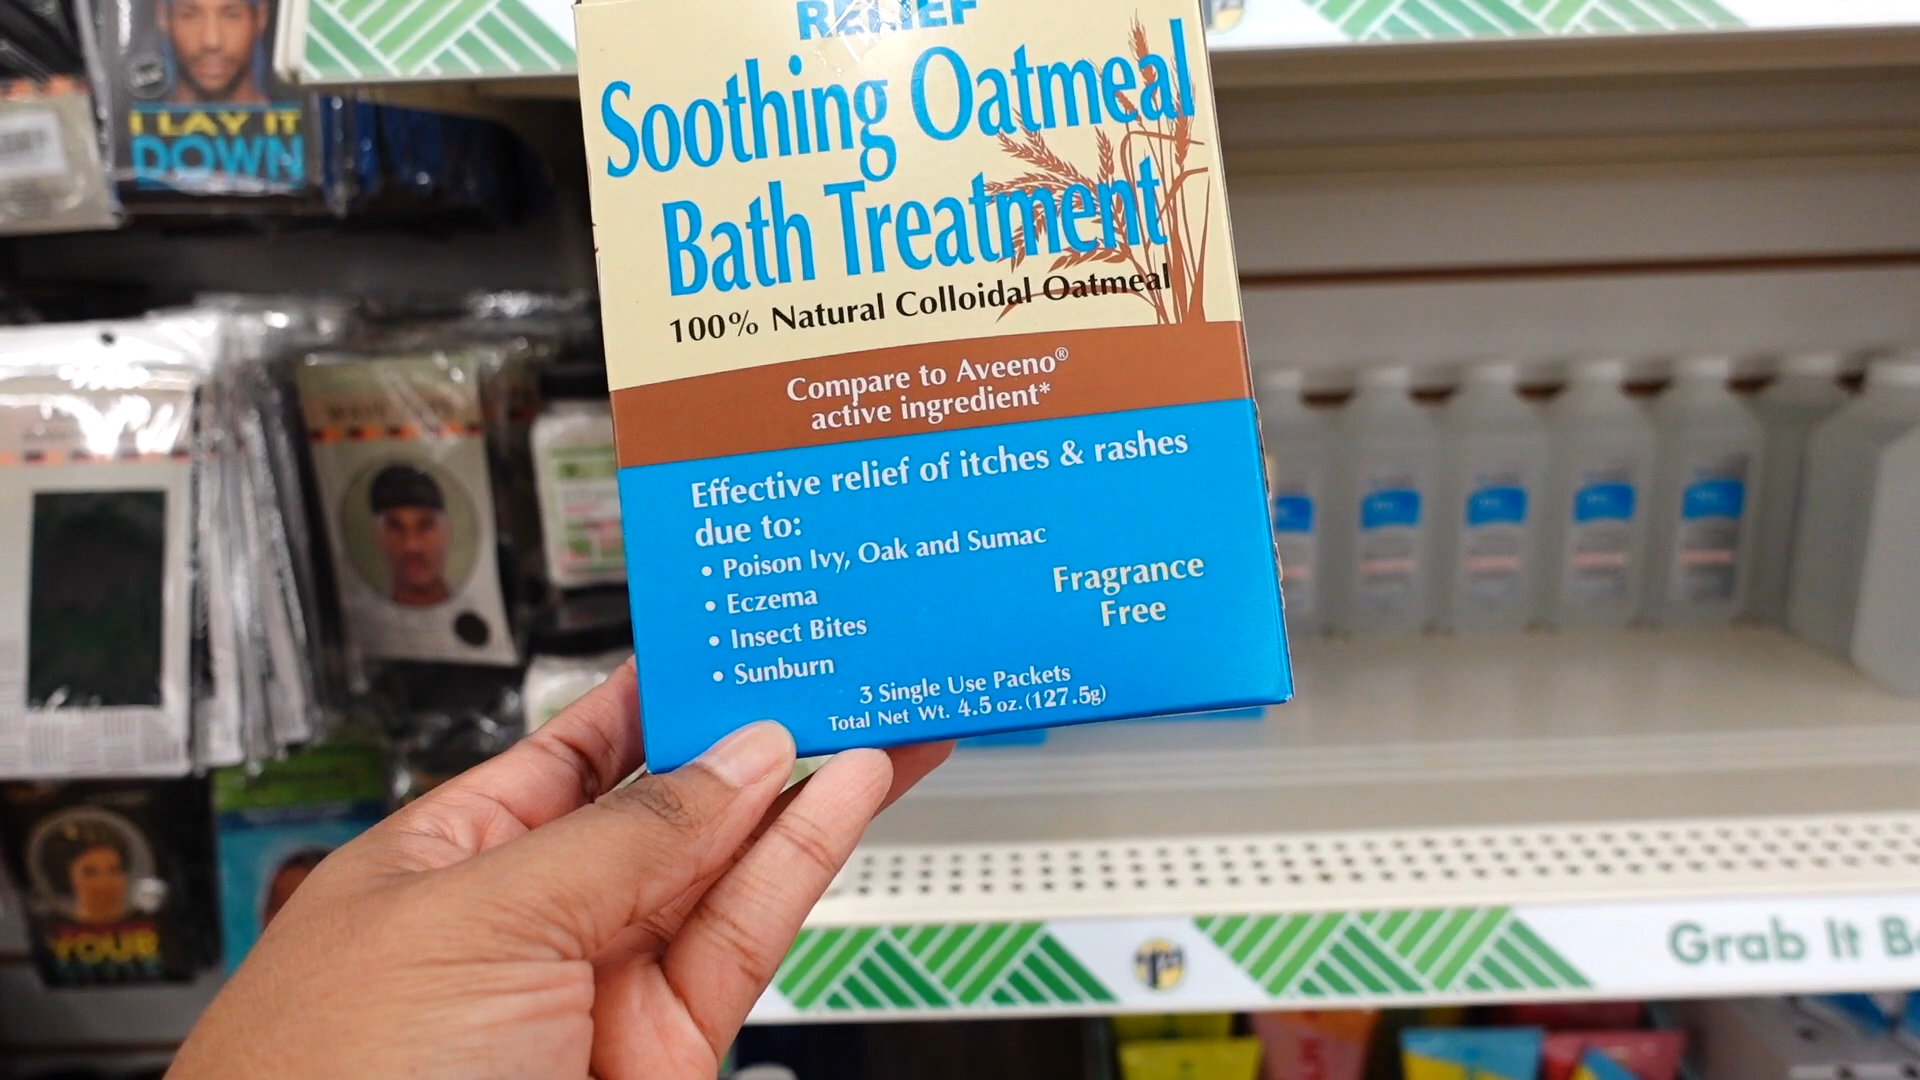 RELIEF
Soothing Oatmeal
Bath Treatment
100% Natural Colloidal Oatmeal
Compare to Aveeno®
active ingredient*
Effective relief of itches & rashes
due to:
• Poison Ivy, Oak and Sumac
• Eczema
• Insect Bites
• Sunburn
Fragrance
Free
3 Single Use Packets
Total Net Wt. 4.5 oz. (127.5g)
I LAY IT
DOWN
YOUR
Grab It